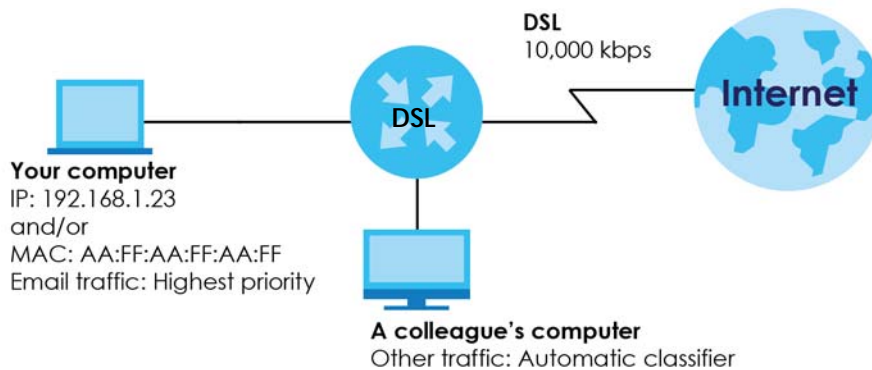 DSL
10,000 kbps
Internet
DSL
Your computer
IP: 192.168.1.23
and/or
MAC: AA:FF:AA:FF:AA:FF
Email traffic: Highest priority
A colleague's computer
Other traffic: Automatic classifier